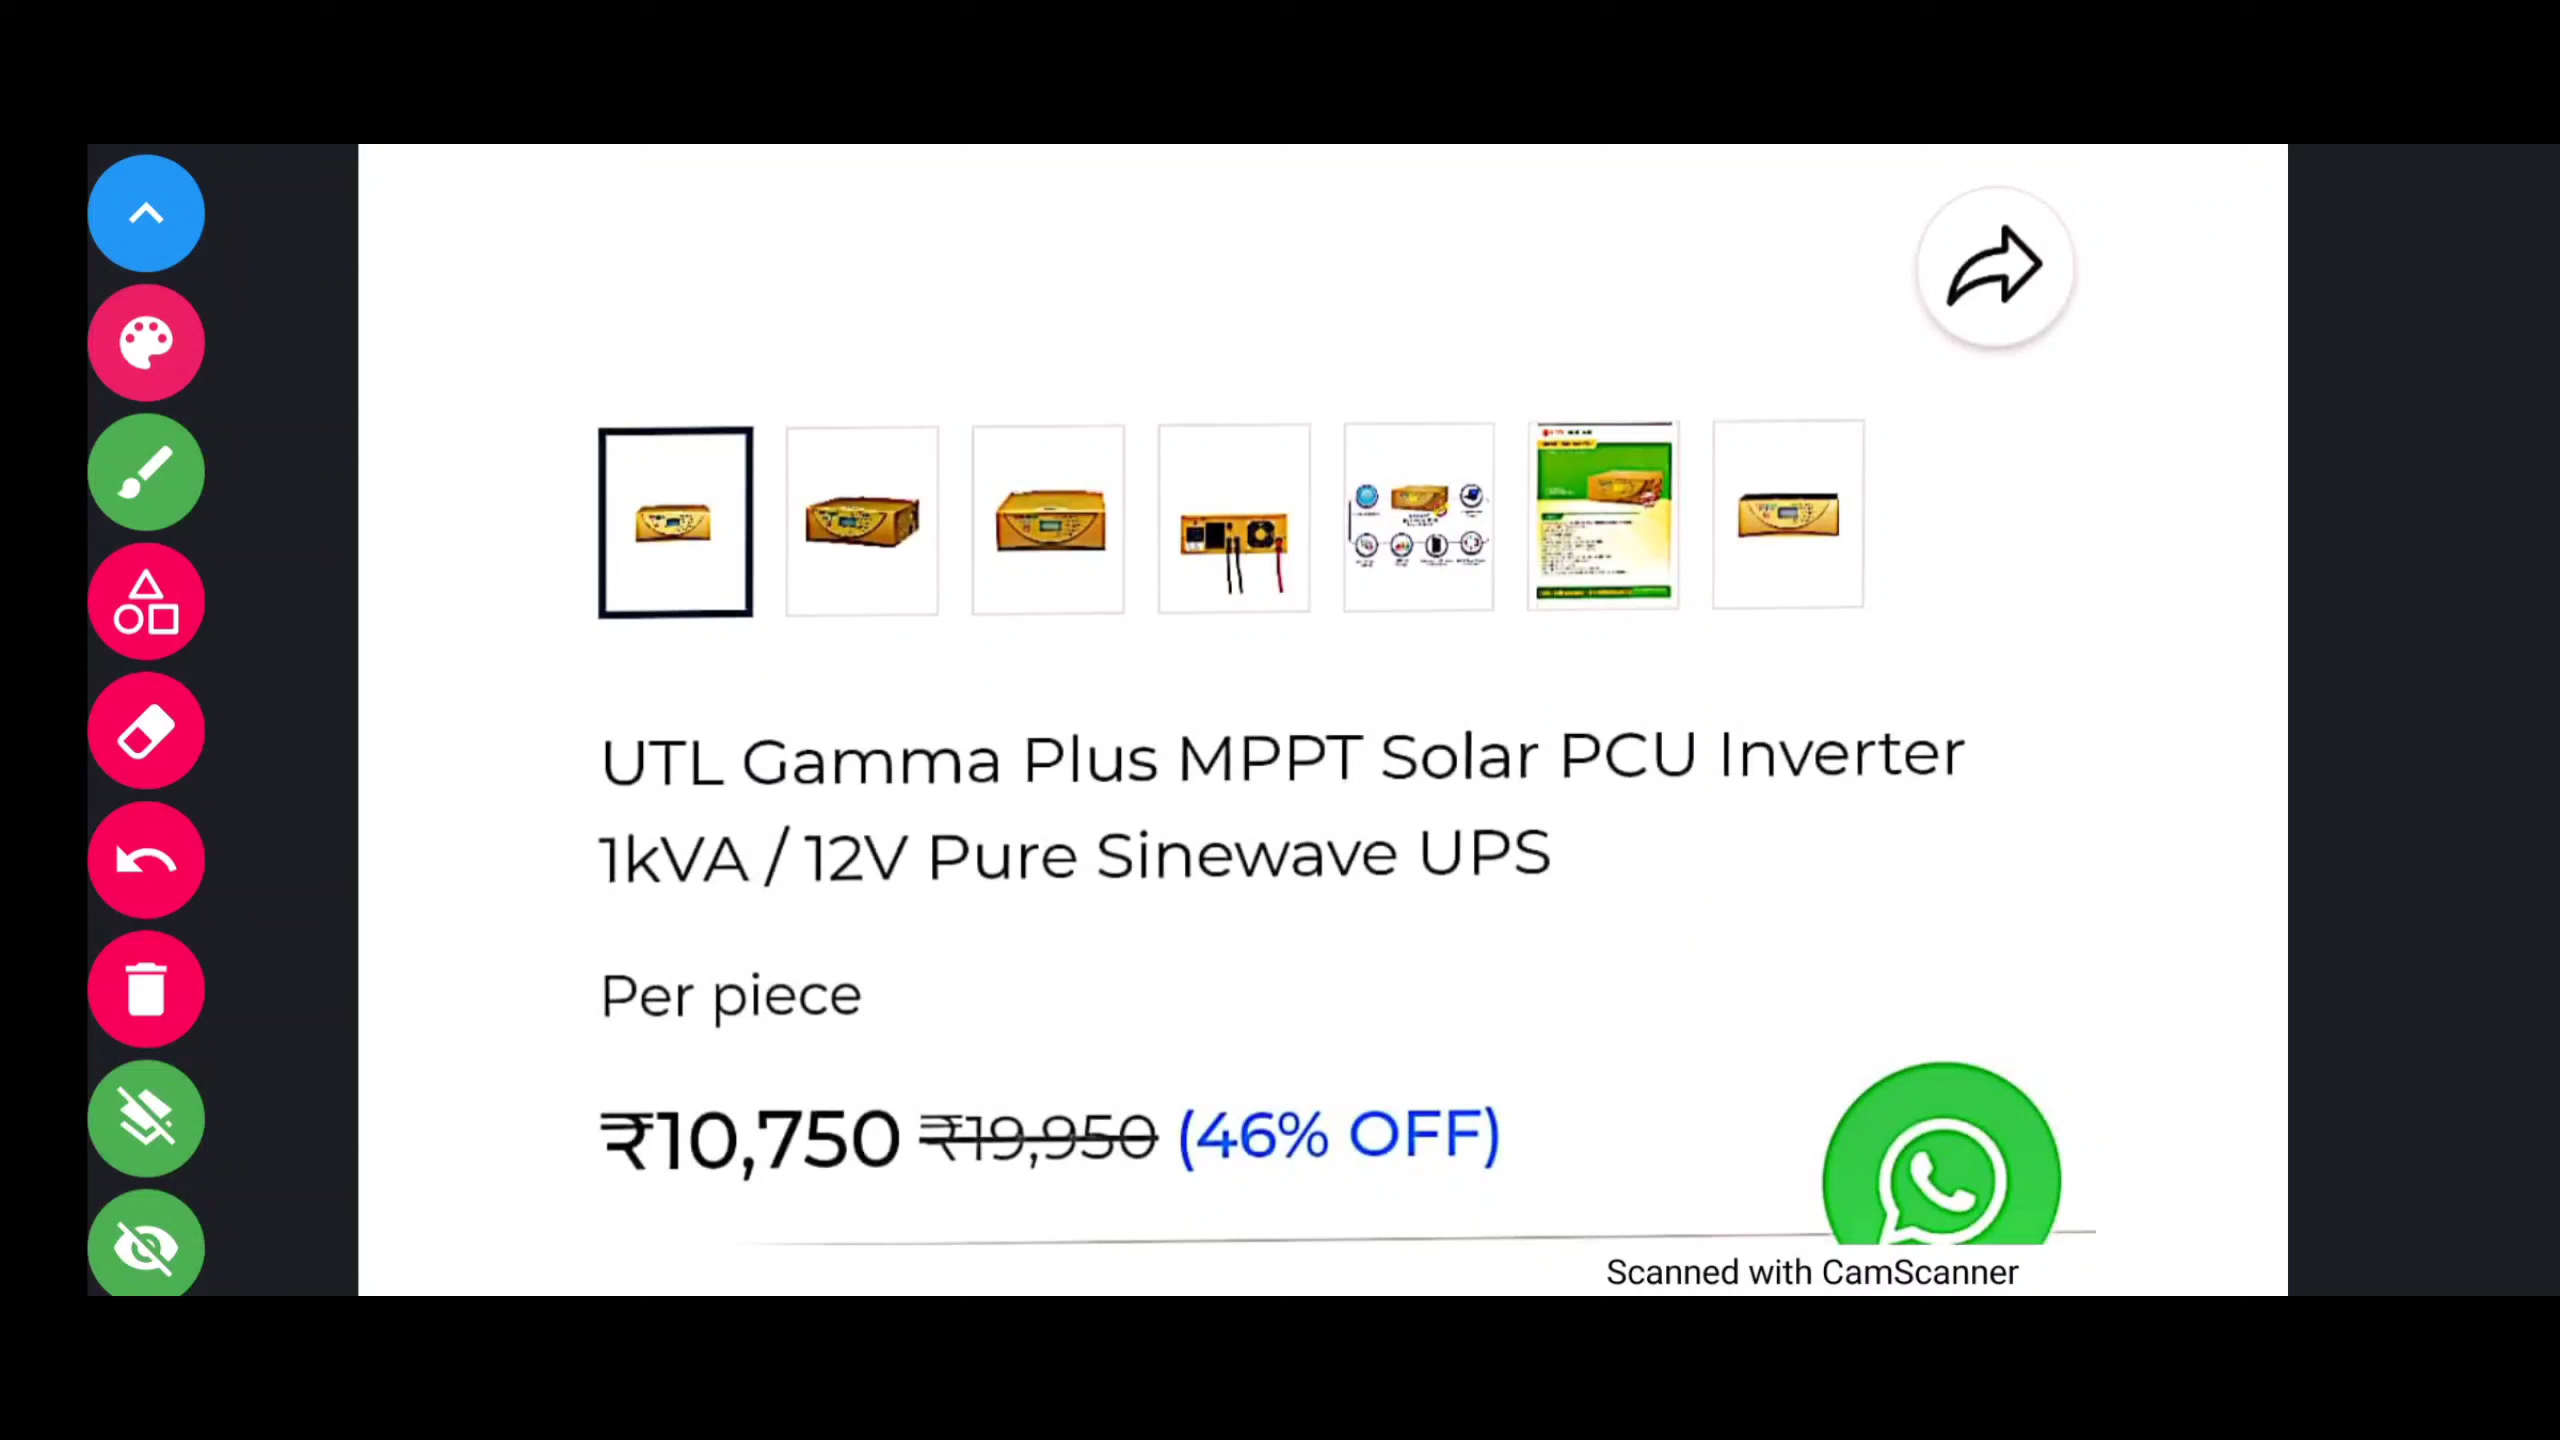 UTL Gamma Plus MPPT Solar PCU Inverter
1kVA / 12V Pure Sinewave UPS
Per piece
₹10,750 ₹19,950 (46% OFF)
Scanned with CamScanner